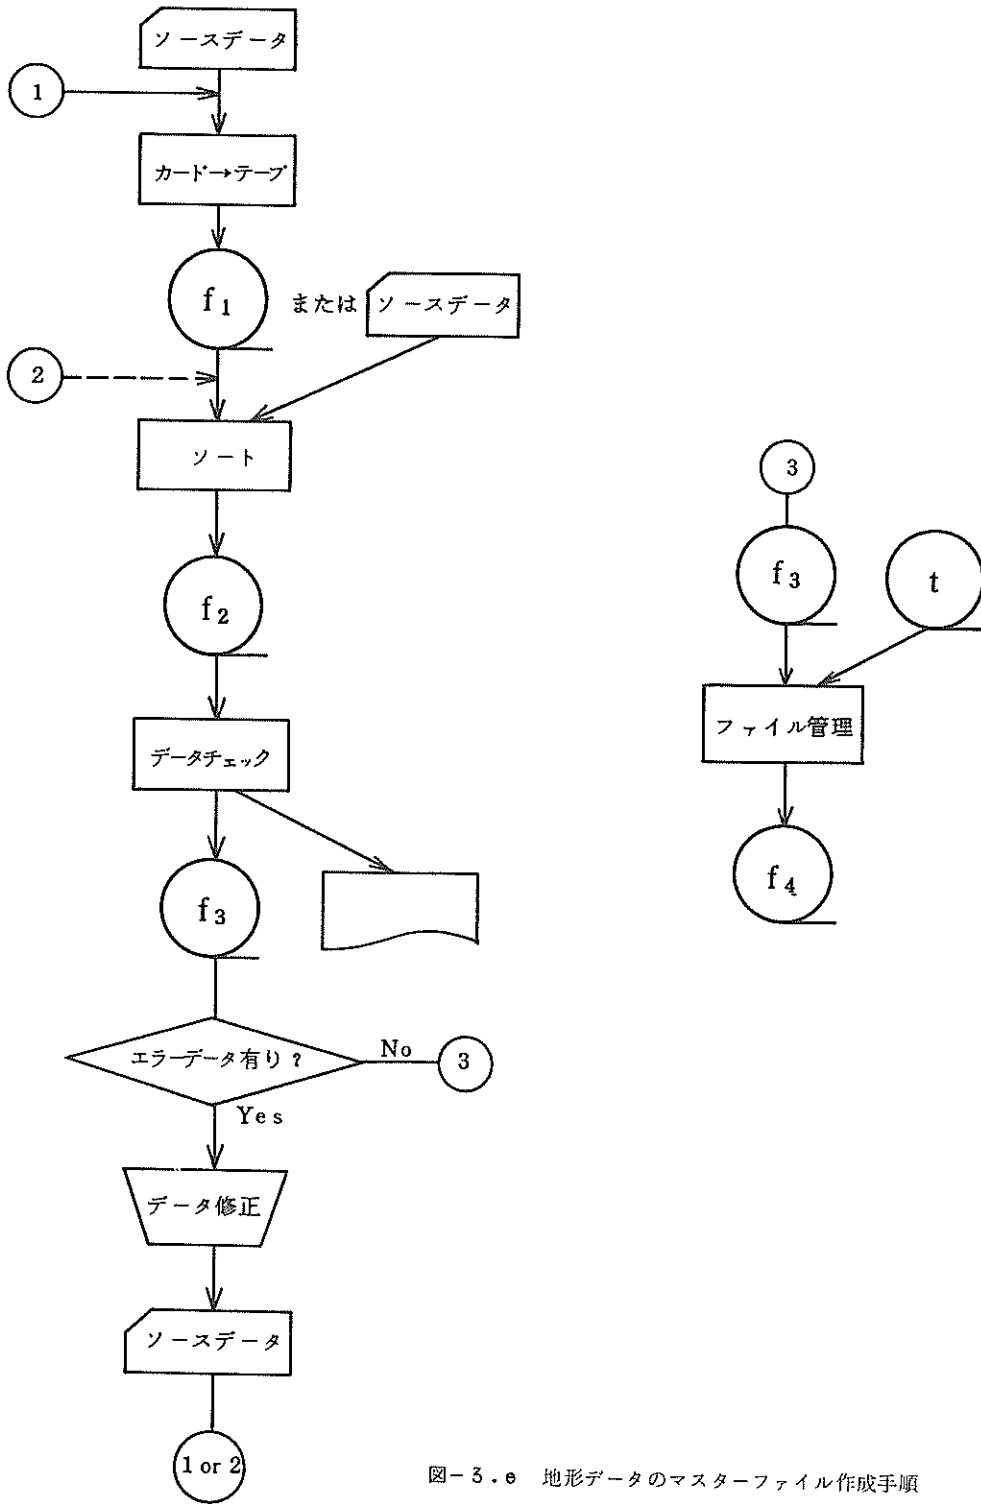 ソースデータ
1
カード→テープ
f1 または ソースデータ
2
ソート
f2
データチェック
f3
エラーデータ有り?
No
3
Yes
データ修正
ソースデータ
1 or 2
3
f3
t
ファイル管理
f4
図-3.e 地形データのマスターファイル作成手順